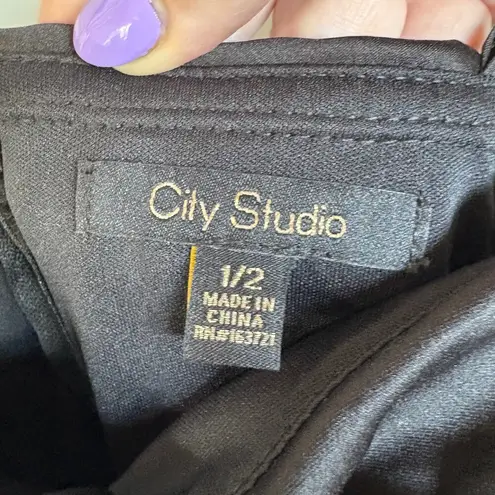 City Studio
1/2
MADE IN
CHINA
RN#163721